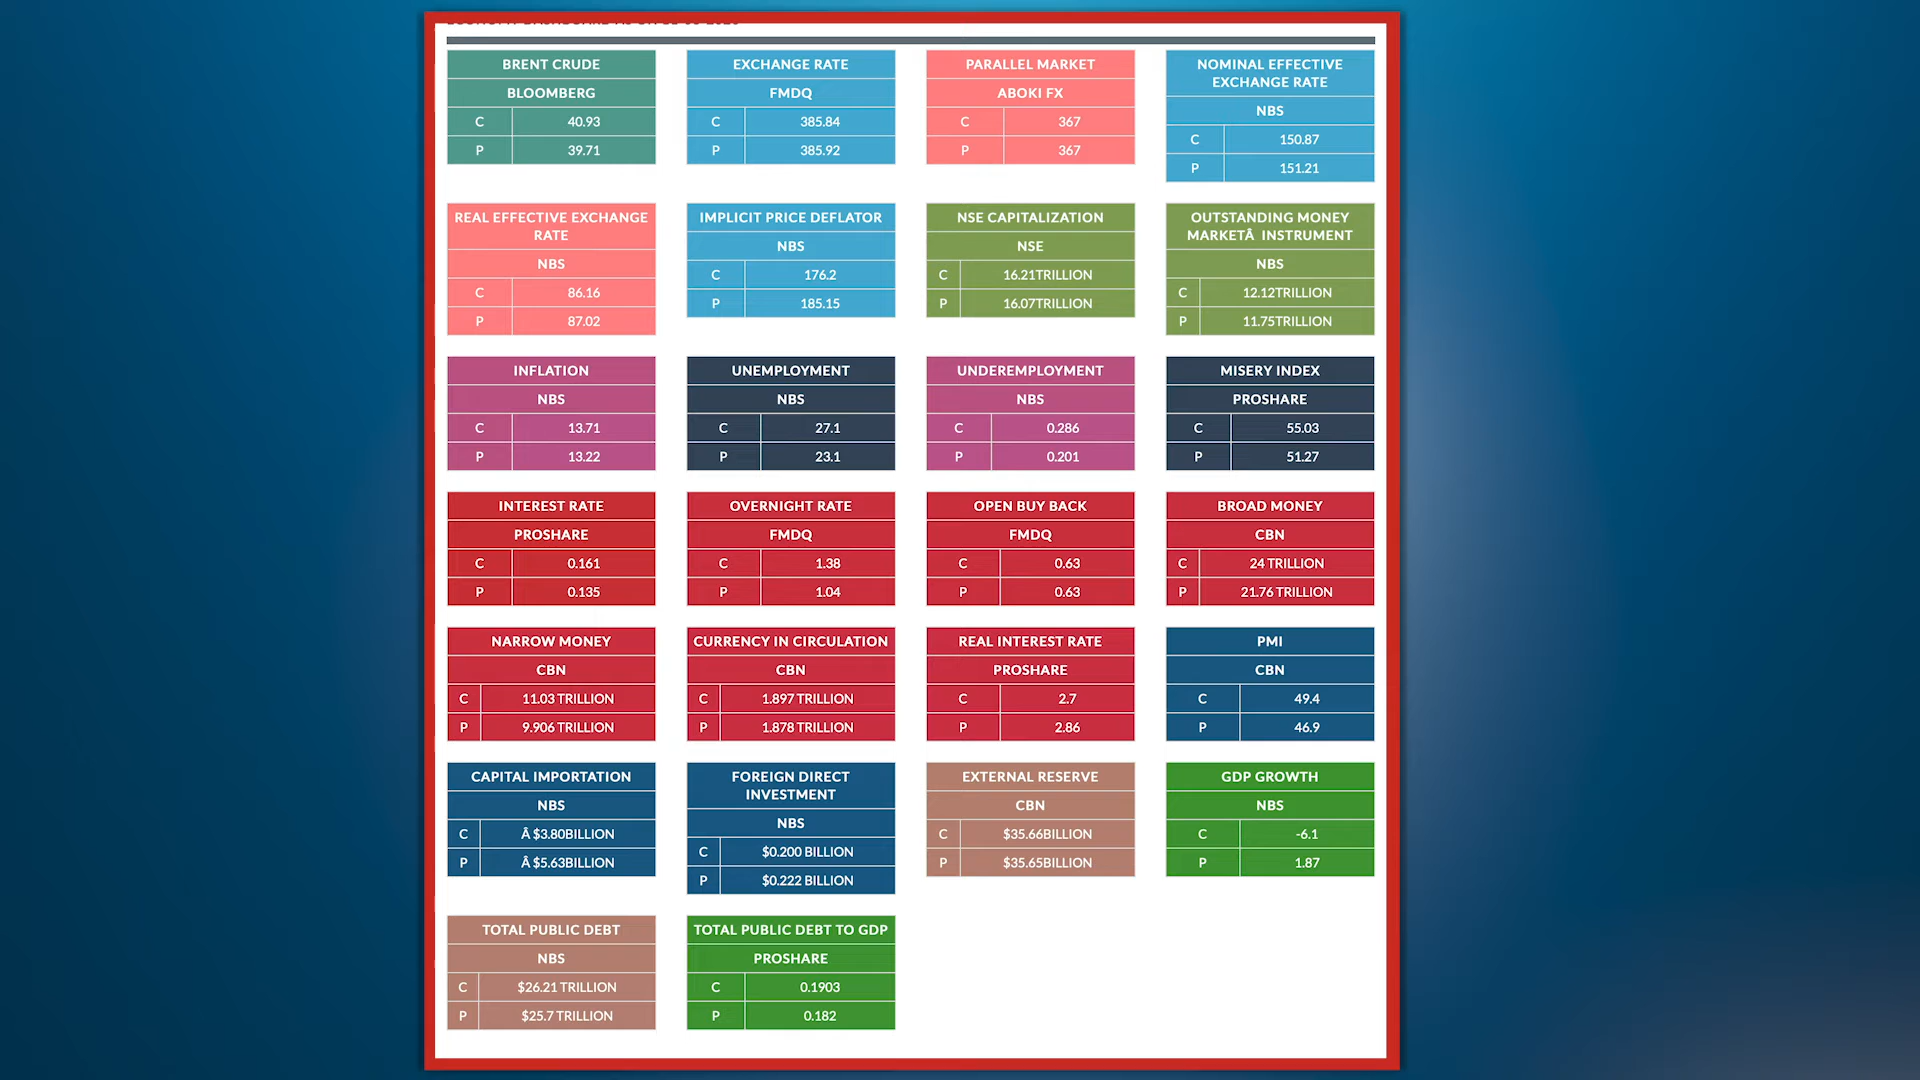 BRENT CRUDE
BLOOMBERG
C 40.93
P 39.71
EXCHANGE RATE
FMDQ
C 385.84
P 385.92
PARALLEL MARKET
ABOKI FX
C 367
P 367
NOMINAL EFFECTIVE
EXCHANGE RATE
NBS
C 150.87
P 151.21
REAL EFFECTIVE EXCHANGE
RATE
NBS
C 86.16
P 87.02
IMPLICIT PRICE DEFLATOR
NBS
C 176.2
P 185.15
NSE CAPITALIZATION
NSE
C 16.21TRILLION
P 16.07TRILLION
OUTSTANDING MONEY
MARKETÂ INSTRUMENT
NBS
C 12.12TRILLION
P 11.75TRILLION
INFLATION
NBS
C 13.71
P 13.22
UNEMPLOYMENT
NBS
C 27.1
P 23.1
UNDEREMPLOYMENT
NBS
C 0.286
P 0.201
MISERY INDEX
PROSHARE
C 55.03
P 51.27
INTEREST RATE
PROSHARE
C 0.161
P 0.135
OVERNIGHT RATE
FMDQ
C 1.38
P 1.04
OPEN BUY BACK
FMDQ
C 0.63
P 0.63
BROAD MONEY
CBN
C 24 TRILLION
P 21.76 TRILLION
NARROW MONEY
CBN
C 11.03 TRILLION
P 9.906 TRILLION
CURRENCY IN CIRCULATION
CBN
C 1.897 TRILLION
P 1.878 TRILLION
REAL INTEREST RATE
PROSHARE
C 2.7
P 2.86
PMI
CBN
C 49.4
P 46.9
CAPITAL IMPORTATION
NBS
C Â $3.80BILLION
P Â $5.63BILLION
FOREIGN DIRECT
INVESTMENT
NBS
C $0.200 BILLION
P $0.222 BILLION
EXTERNAL RESERVE
CBN
C $35.66BILLION
P $35.65BILLION
GDP GROWTH
NBS
C -6.1
P 1.87
TOTAL PUBLIC DEBT
NBS
C $26.21 TRILLION
P $25.7 TRILLION
TOTAL PUBLIC DEBT TO GDP
PROSHARE
C 0.1903
P 0.182